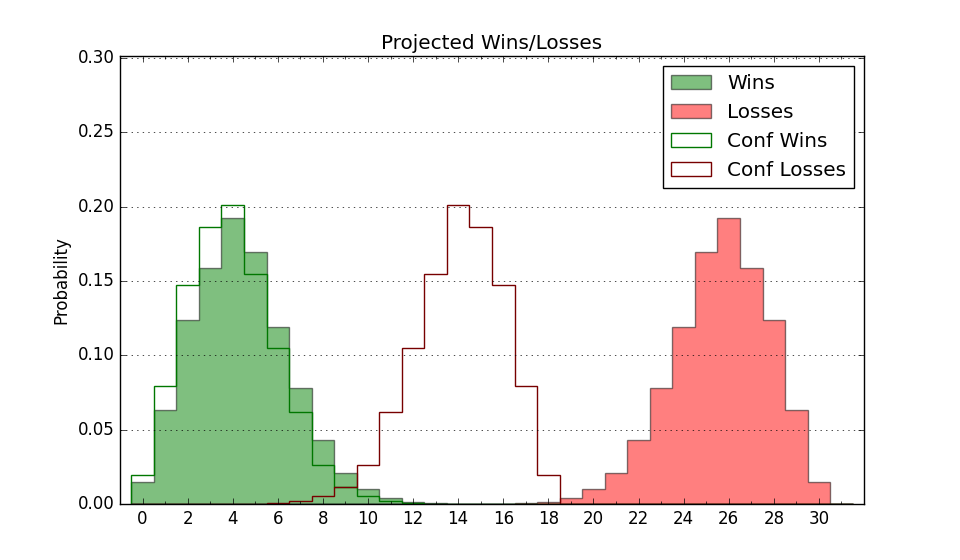 Projected Wins/Losses
0.30
0.25
0.20
0.15
0.10
0.05
0.00
Probability
Wins
Losses
Conf Wins
Conf Losses
0 2 4 6 8 10 12 14 16 18 20 22 24 26 28 30